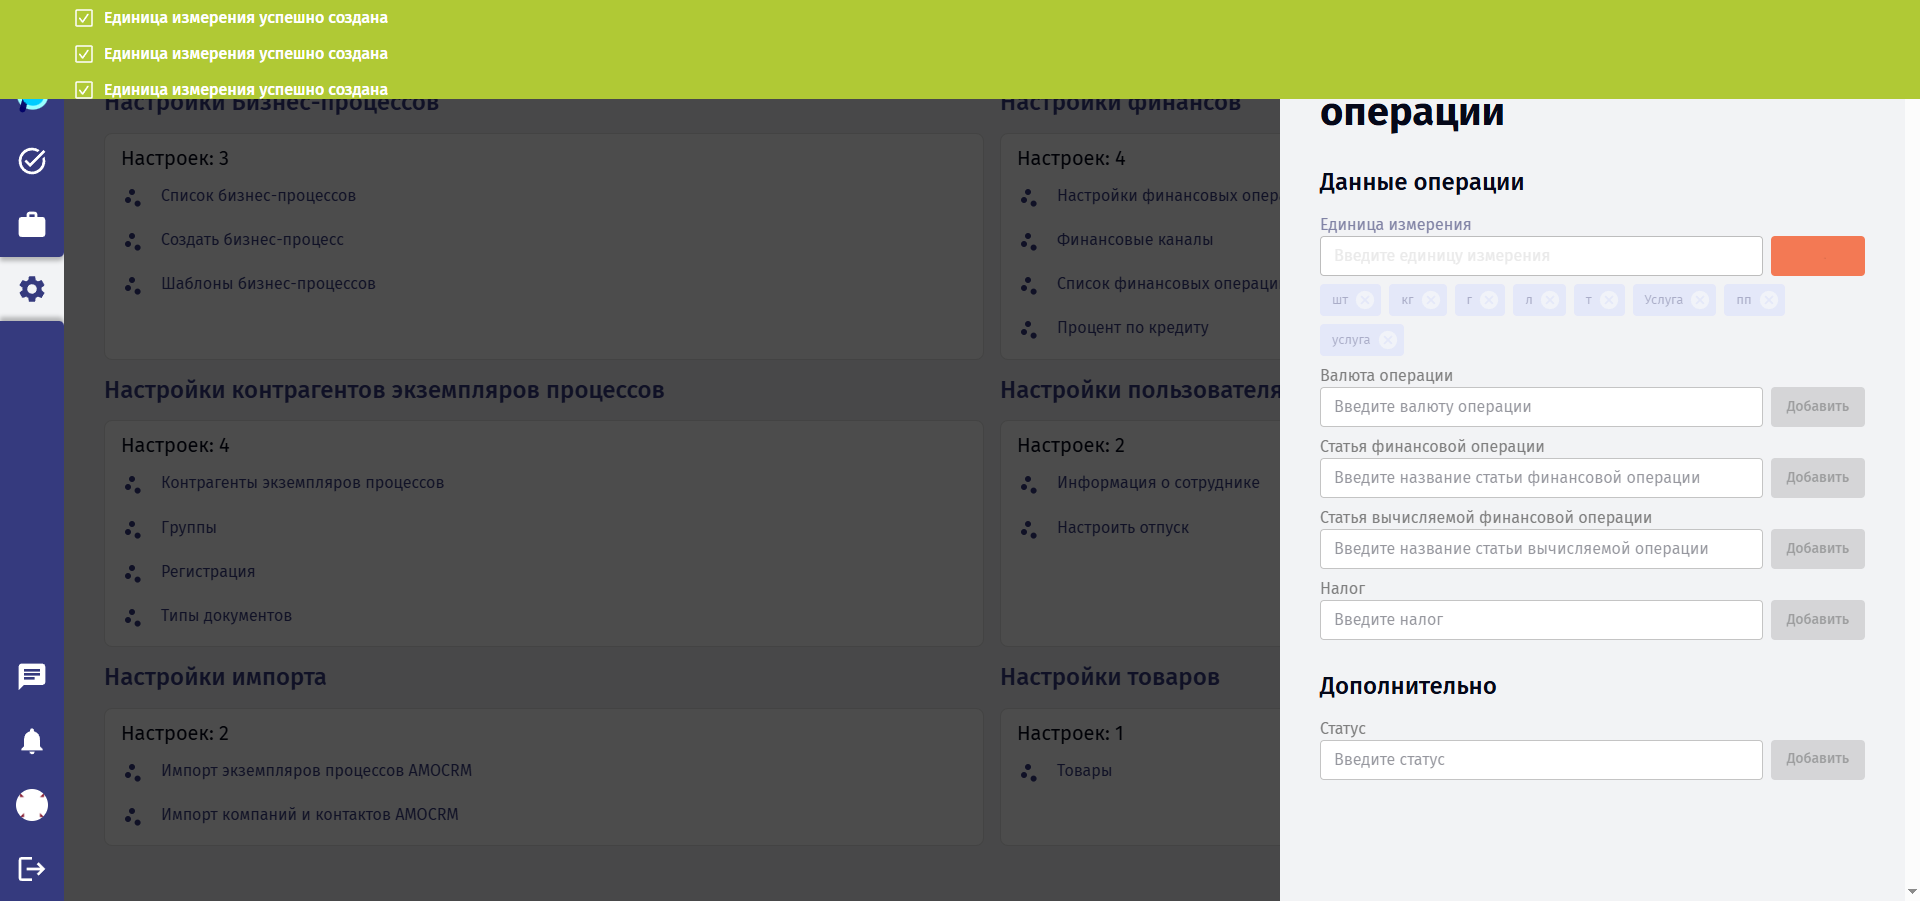 Единица измерения успешно создана
Единица измерения успешно создана
Единица измерения успешно создана
Настройки Бизнес-процессов
Настроек: 3
Список бизнес-процессов
Создать бизнес-процесс
Шаблоны бизнес-процессов
Настройки финансов
Настроек: 4
Настройки финансовых опер
Финансовые каналы
Список финансовых операци
Процент по кредиту
Настройки контрагентов экземпляров процессов
Настроек: 4
Контрагенты экземпляров процессов
Группы
Регистрация
Типы документов
Настройки пользователя
Настроек: 2
Информация о сотруднике
Настроить отпуск
Настройки импорта
Настроек: 2
Импорт экземпляров процессов AMOCRM
Импорт компаний и контактов AMOCRM
Настройки товаров
Настроек: 1
Товары
операции
Данные операции
Единица измерения
Введите единицу измерения
шт кг г л т Услуга пп
услуга
Валюта операции
Введите валюту операции Добавить
Статья финансовой операции
Введите название статьи финансовой операции Добавить
Статья вычисляемой финансовой операции
Введите название статьи вычисляемой операции Добавить
Налог
Введите налог Добавить
Дополнительно
Статус
Введите статус Добавить